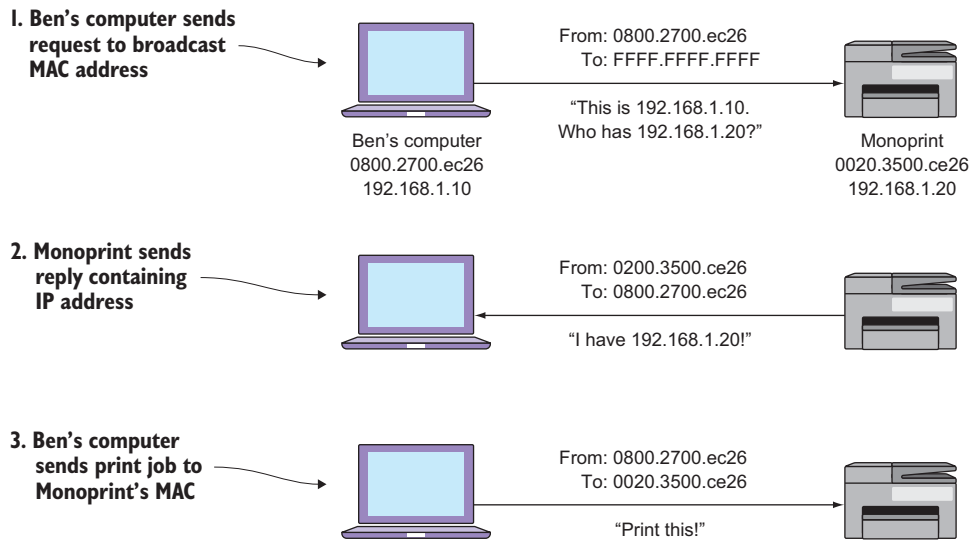 1. Ben's computer sends
request to broadcast
MAC address
From: 0800.2700.ec26
To: FFFF.FFFF.FFFF
"This is 192.168.1.10.
Who has 192.168.1.20?"
Ben's computer
0800.2700.ec26
192.168.1.10
Monoprint
0020.3500.ce26
192.168.1.20
2. Monoprint sends
reply containing
IP address
From: 0200.3500.ce26
To: 0800.2700.ec26
"I have 192.168.1.20!"
3. Ben's computer
sends print job to
Monoprint's MAC
From: 0800.2700.ec26
To: 0020.3500.ce26
"Print this!"